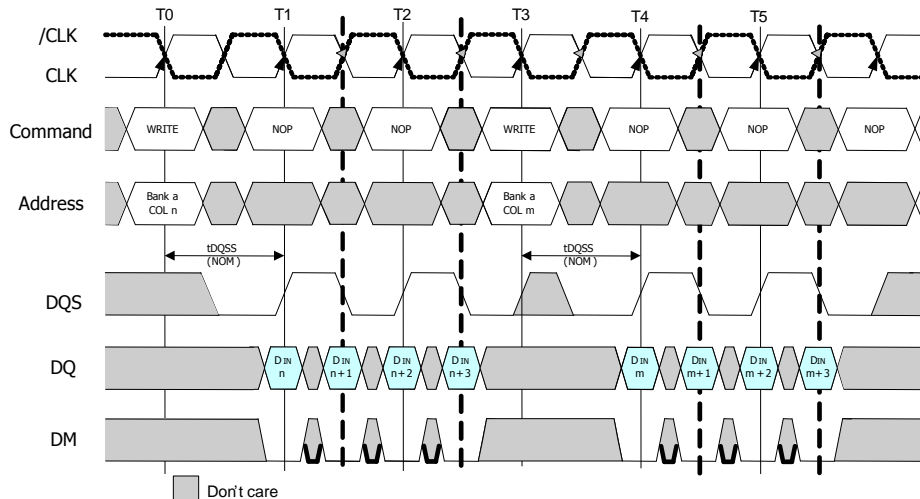 T0 T1 T2 T3 T4 T5
/CLK
CLK
Command WRITE NOP NOP WRITE NOP NOP NOP
Address Bank a Bank a
COL n COL m
tDQSS tDQSS
(NOM) (NOM)
DQS
DQ DIN DIN DIN DIN DIN DIN DIN DIN
n n+1 n+2 n+3 m m+1 m+2 m+3
DM
Don't care